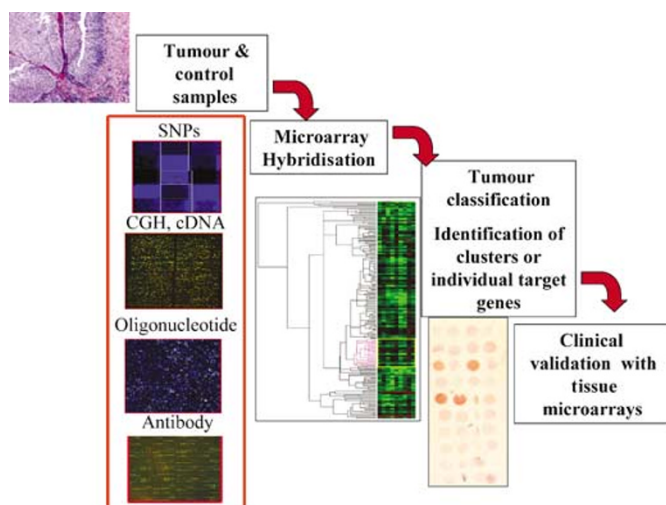 Tumour &
control
samples
SNPs
CGH, cDNA
Oligonucleotide
Antibody
Microarray
Hybridisation
Tumour
classification
Identification of
clusters or
individual target
genes
Clinical
validation with
tissue
microarrays